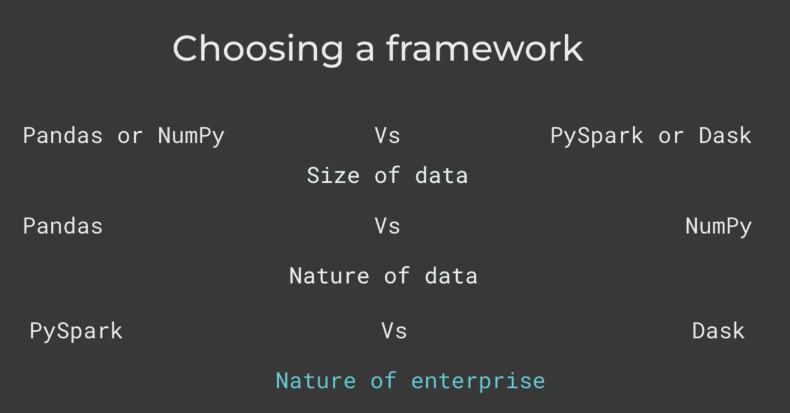 Choosing a framework
Pandas or NumPy Vs PySpark or Dask
Size of data
Pandas Vs NumPy
Nature of data
PySpark Vs Dask
Nature of enterprise